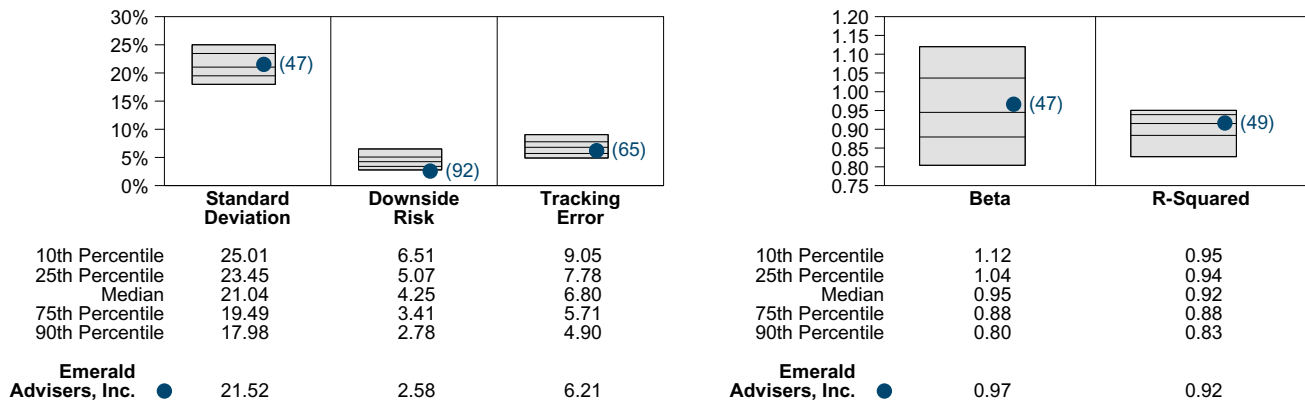 30%
25%
20%
15%
10%
5%
0%
(47)
(92)
(65)
Standard Deviation
Downside Risk
Tracking Error
10th Percentile 25.01 6.51 9.05
25th Percentile 23.45 5.07 7.78
Median 21.04 4.25 6.80
75th Percentile 19.49 3.41 5.71
90th Percentile 17.98 2.78 4.90
Emerald
Advisers, Inc. 21.52 2.58 6.21
1.20
1.15
1.10
1.05
1.00
0.95
0.90
0.85
0.80
0.75
(47)
(49)
Beta
R-Squared
10th Percentile 1.12 0.95
25th Percentile 1.04 0.94
Median 0.95 0.92
75th Percentile 0.88 0.88
90th Percentile 0.80 0.83
Emerald
Advisers, Inc. 0.97 0.92